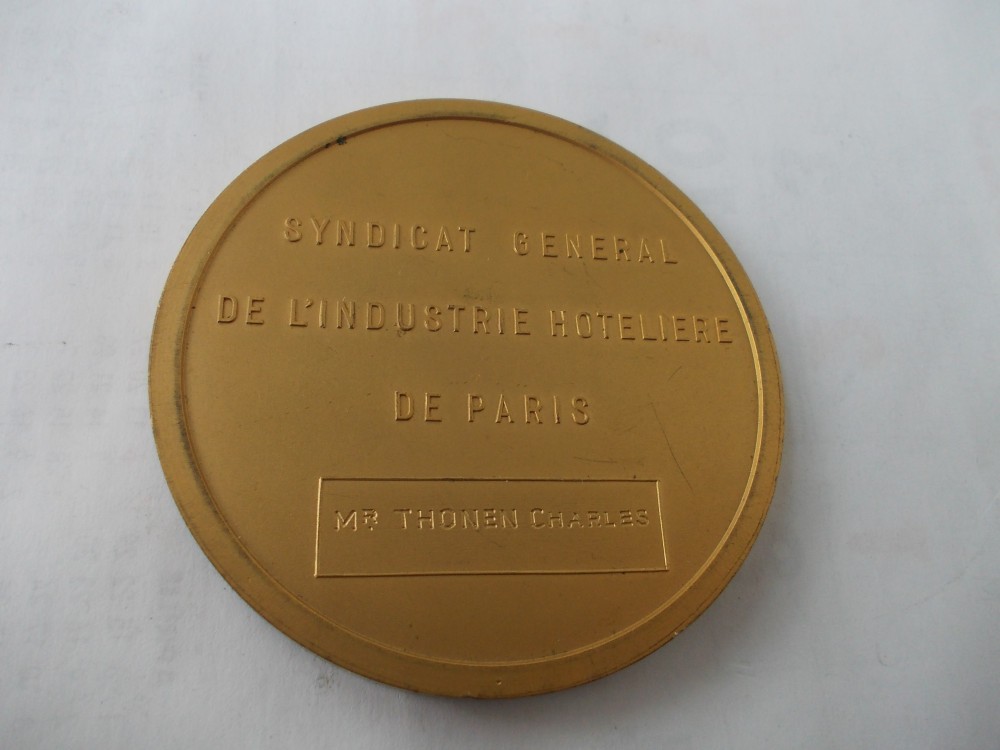 SYNDICAT GENERAL
DE L'INDUSTRIE HOTELIERE
DE PARIS
MR THONEN CHARLES